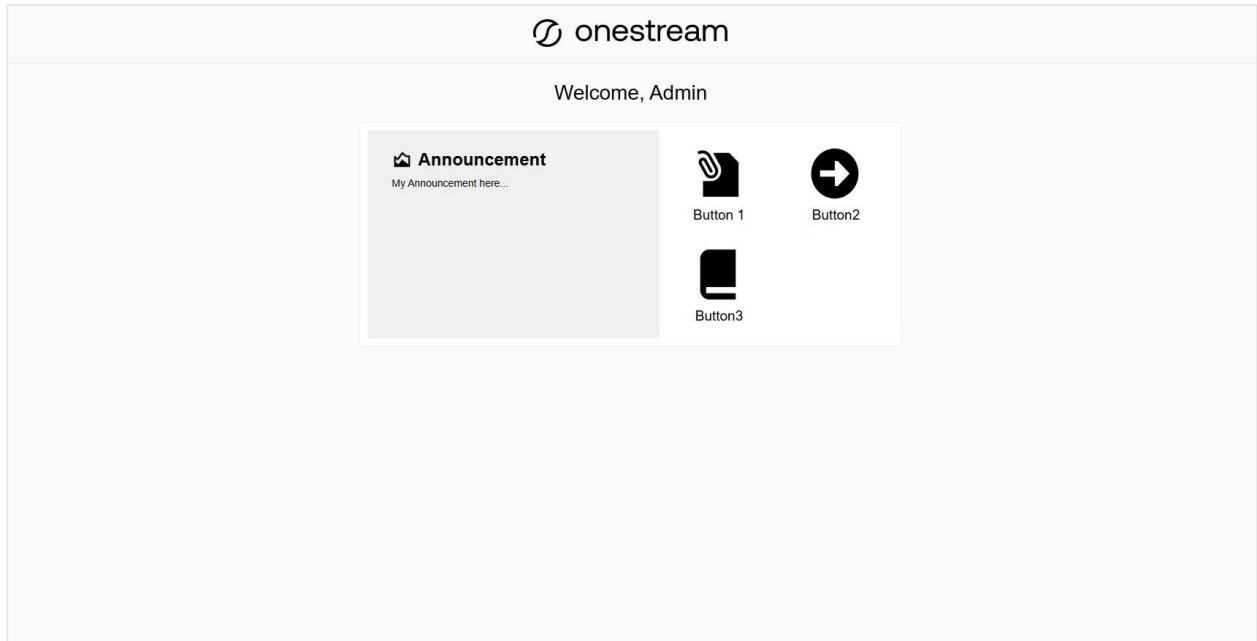 onestream
Welcome, Admin
Announcement
My Announcement here...
Button 1
Button2
Button3